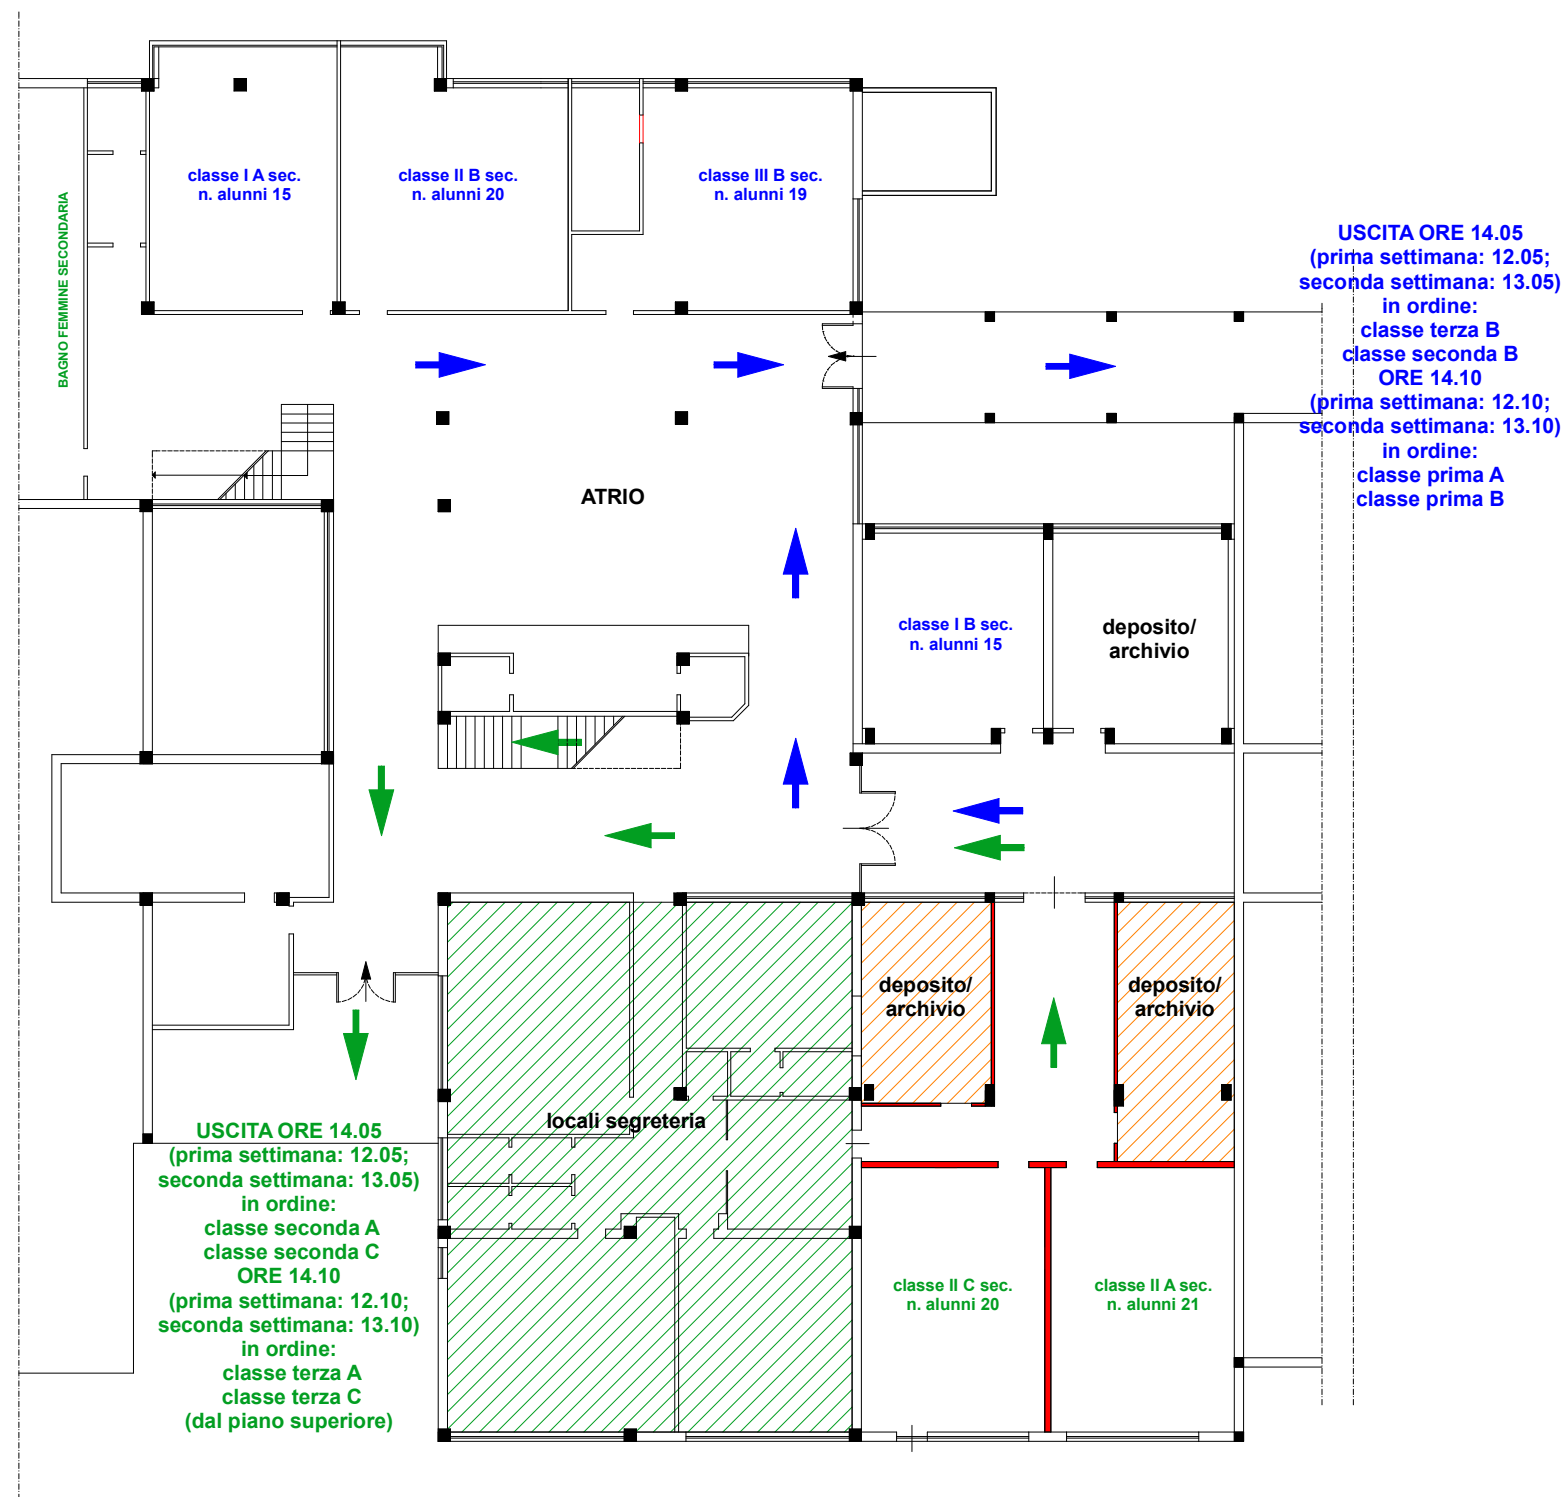 classe I A sec.
n. alunni 15
classe II B sec.
n. alunni 20
classe III B sec.
n. alunni 19
BAGNO FEMMINE SECONDARIA
USCITA ORE 14.05
(prima settimana: 12.05;
seconda settimana: 13.05)
in ordine:
classe terza B
classe seconda B
ORE 14.10
(prima settimana: 12.10;
seconda settimana: 13.10)
in ordine:
classe prima A
classe prima B
ATRIO
classe I B sec.
n. alunni 15
deposito/
archivio
deposito/
archivio
deposito/
archivio
locali segreteria
USCITA ORE 14.05
(prima settimana: 12.05;
seconda settimana: 13.05)
in ordine:
classe seconda A
classe seconda C
ORE 14.10
(prima settimana: 12.10;
seconda settimana: 13.10)
in ordine:
classe terza A
classe terza C
(dal piano superiore)
classe II C sec.
n. alunni 20
classe II A sec.
n. alunni 21